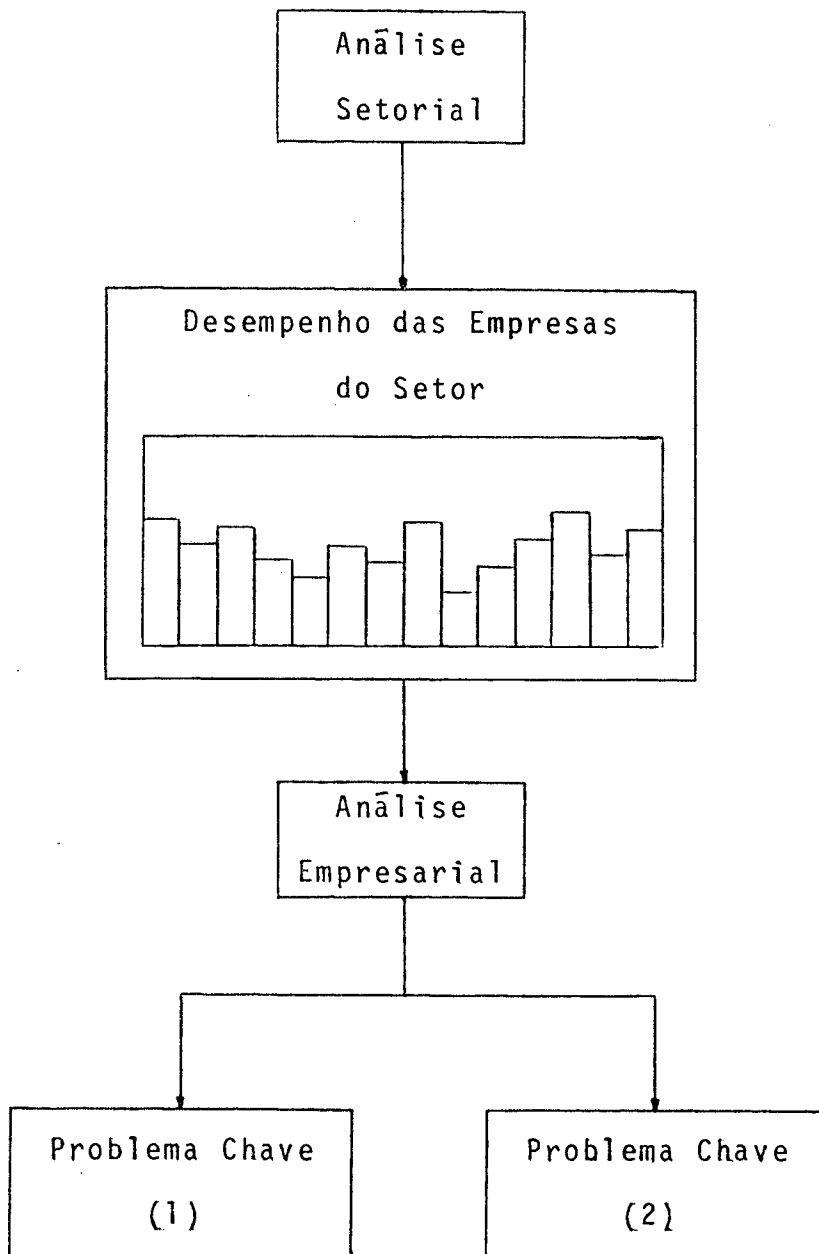 Análise
Setorial
Desempenho das Empresas
do Setor
Análise
Empresarial
Problema Chave
(1)
Problema Chave
(2)